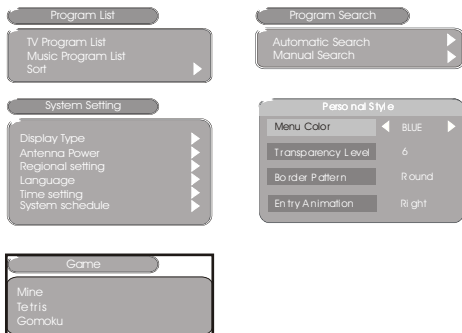 Program List
TV Program List
Music Program List
Sort
Program Search
Automatic Search
Manual Search
System Setting
Display Type
Antenna Power
Regional setting
Language
Time setting
System schedule
Personal Style
Menu Color BLUE
Transparency Level 6
Border Pattern Round
Entry Animation Right
Game
Mine
Tetris
Gomoku